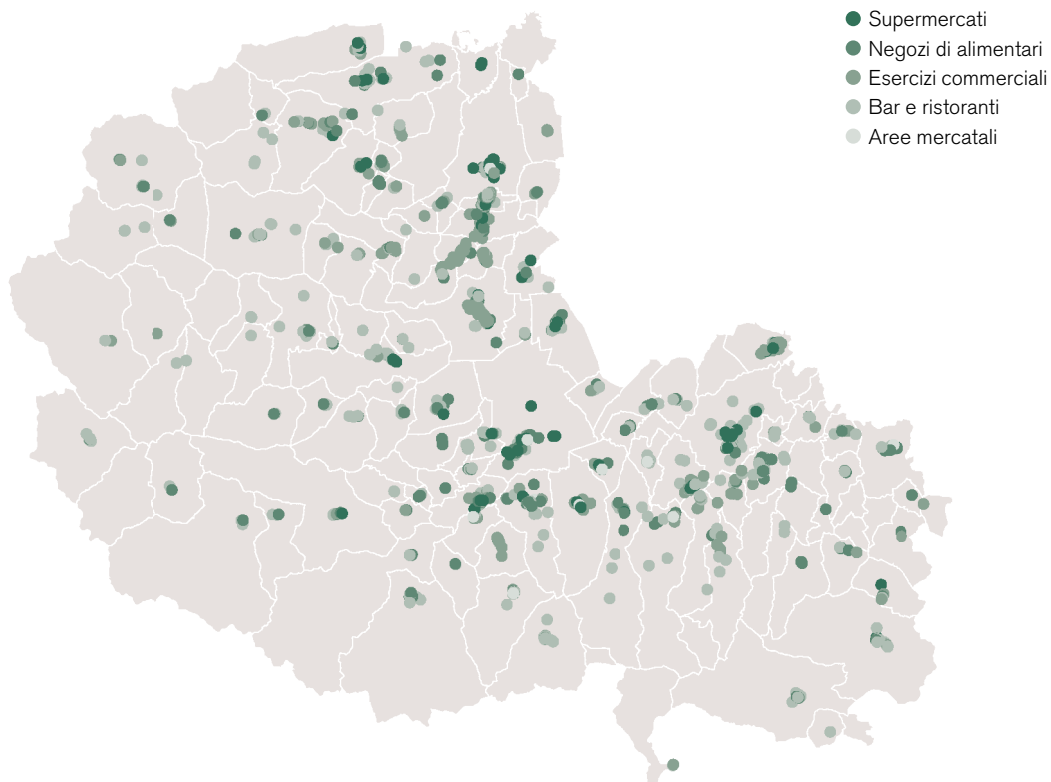 Supermercati
Negozi di alimentari
Esercizi commerciali
Bar e ristoranti
Aree mercatali